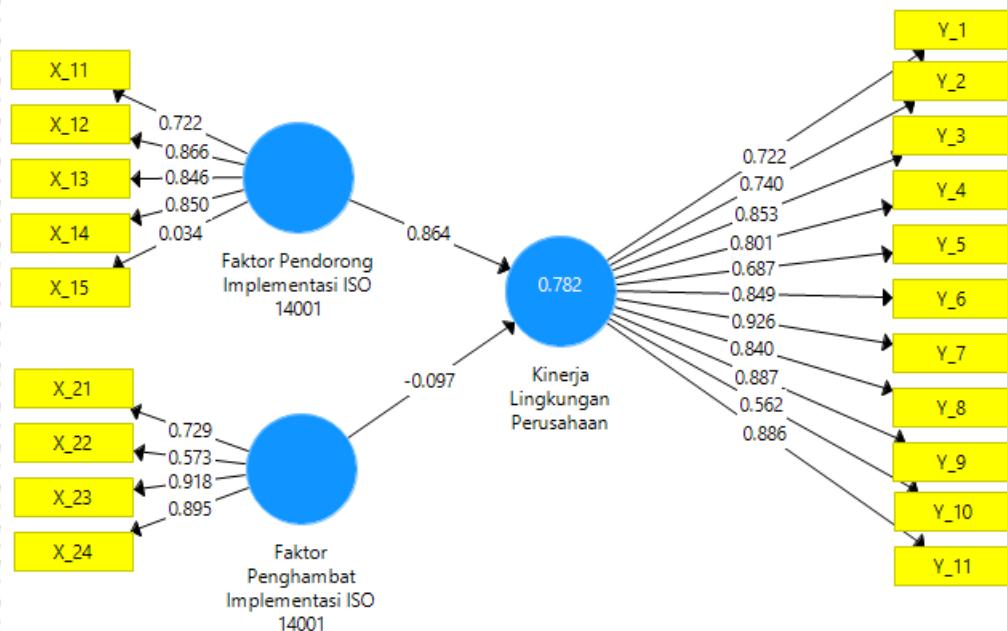 X_11
X_12
X_13
X_14
X_15
0.722
0.866
0.846
0.850
0.034
Faktor Pendorong
Implementasi ISO
14001
0.864
X_21
X_22
X_23
X_24
0.729
0.573
0.918
0.895
Faktor
Penghambat
Implementasi ISO
14001
-0.097
0.782
Kinerja
Lingkungan
Perusahaan
0.722
0.740
0.853
0.801
0.687
0.849
0.926
0.840
0.887
0.562
0.886
Y_1
Y_2
Y_3
Y_4
Y_5
Y_6
Y_7
Y_8
Y_9
Y_10
Y_11